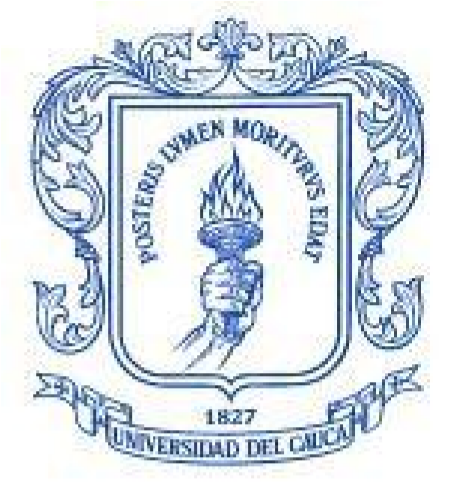 POSTERIS LVMEN MORITVRVS EDAT
1827
UNIVERSIDAD DEL CAUCA